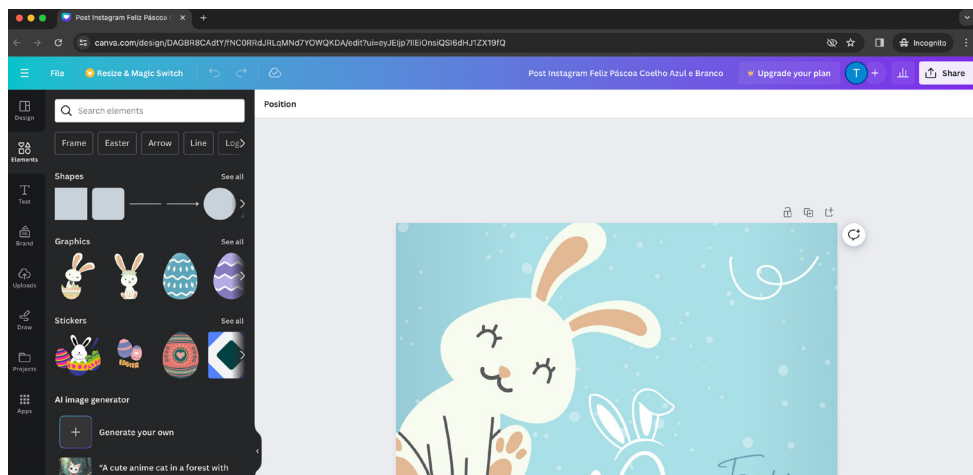 Post Instagram Feliz Páscoa C
canva.com/design/DAGBR8CAdtY/fNC0RRdJRLqMNd7YOWQKDA/edit?ui=eyJEIjp7IlEiOnsiQSI6dHJ1ZX19fQ
Incognito
File
Resize & Magic Switch
Post Instagram Feliz Páscoa Coelho Azul e Branco
Upgrade your plan
T
Share
Design
Elements
Text
Brand
Uploads
Draw
Projects
Apps
Search elements
Frame
Easter
Arrow
Line
Log
Shapes
See all
Graphics
See all
Stickers
See all
EASTER
AI image generator
Generate your own
"A cute anime cat in a forest with
Position